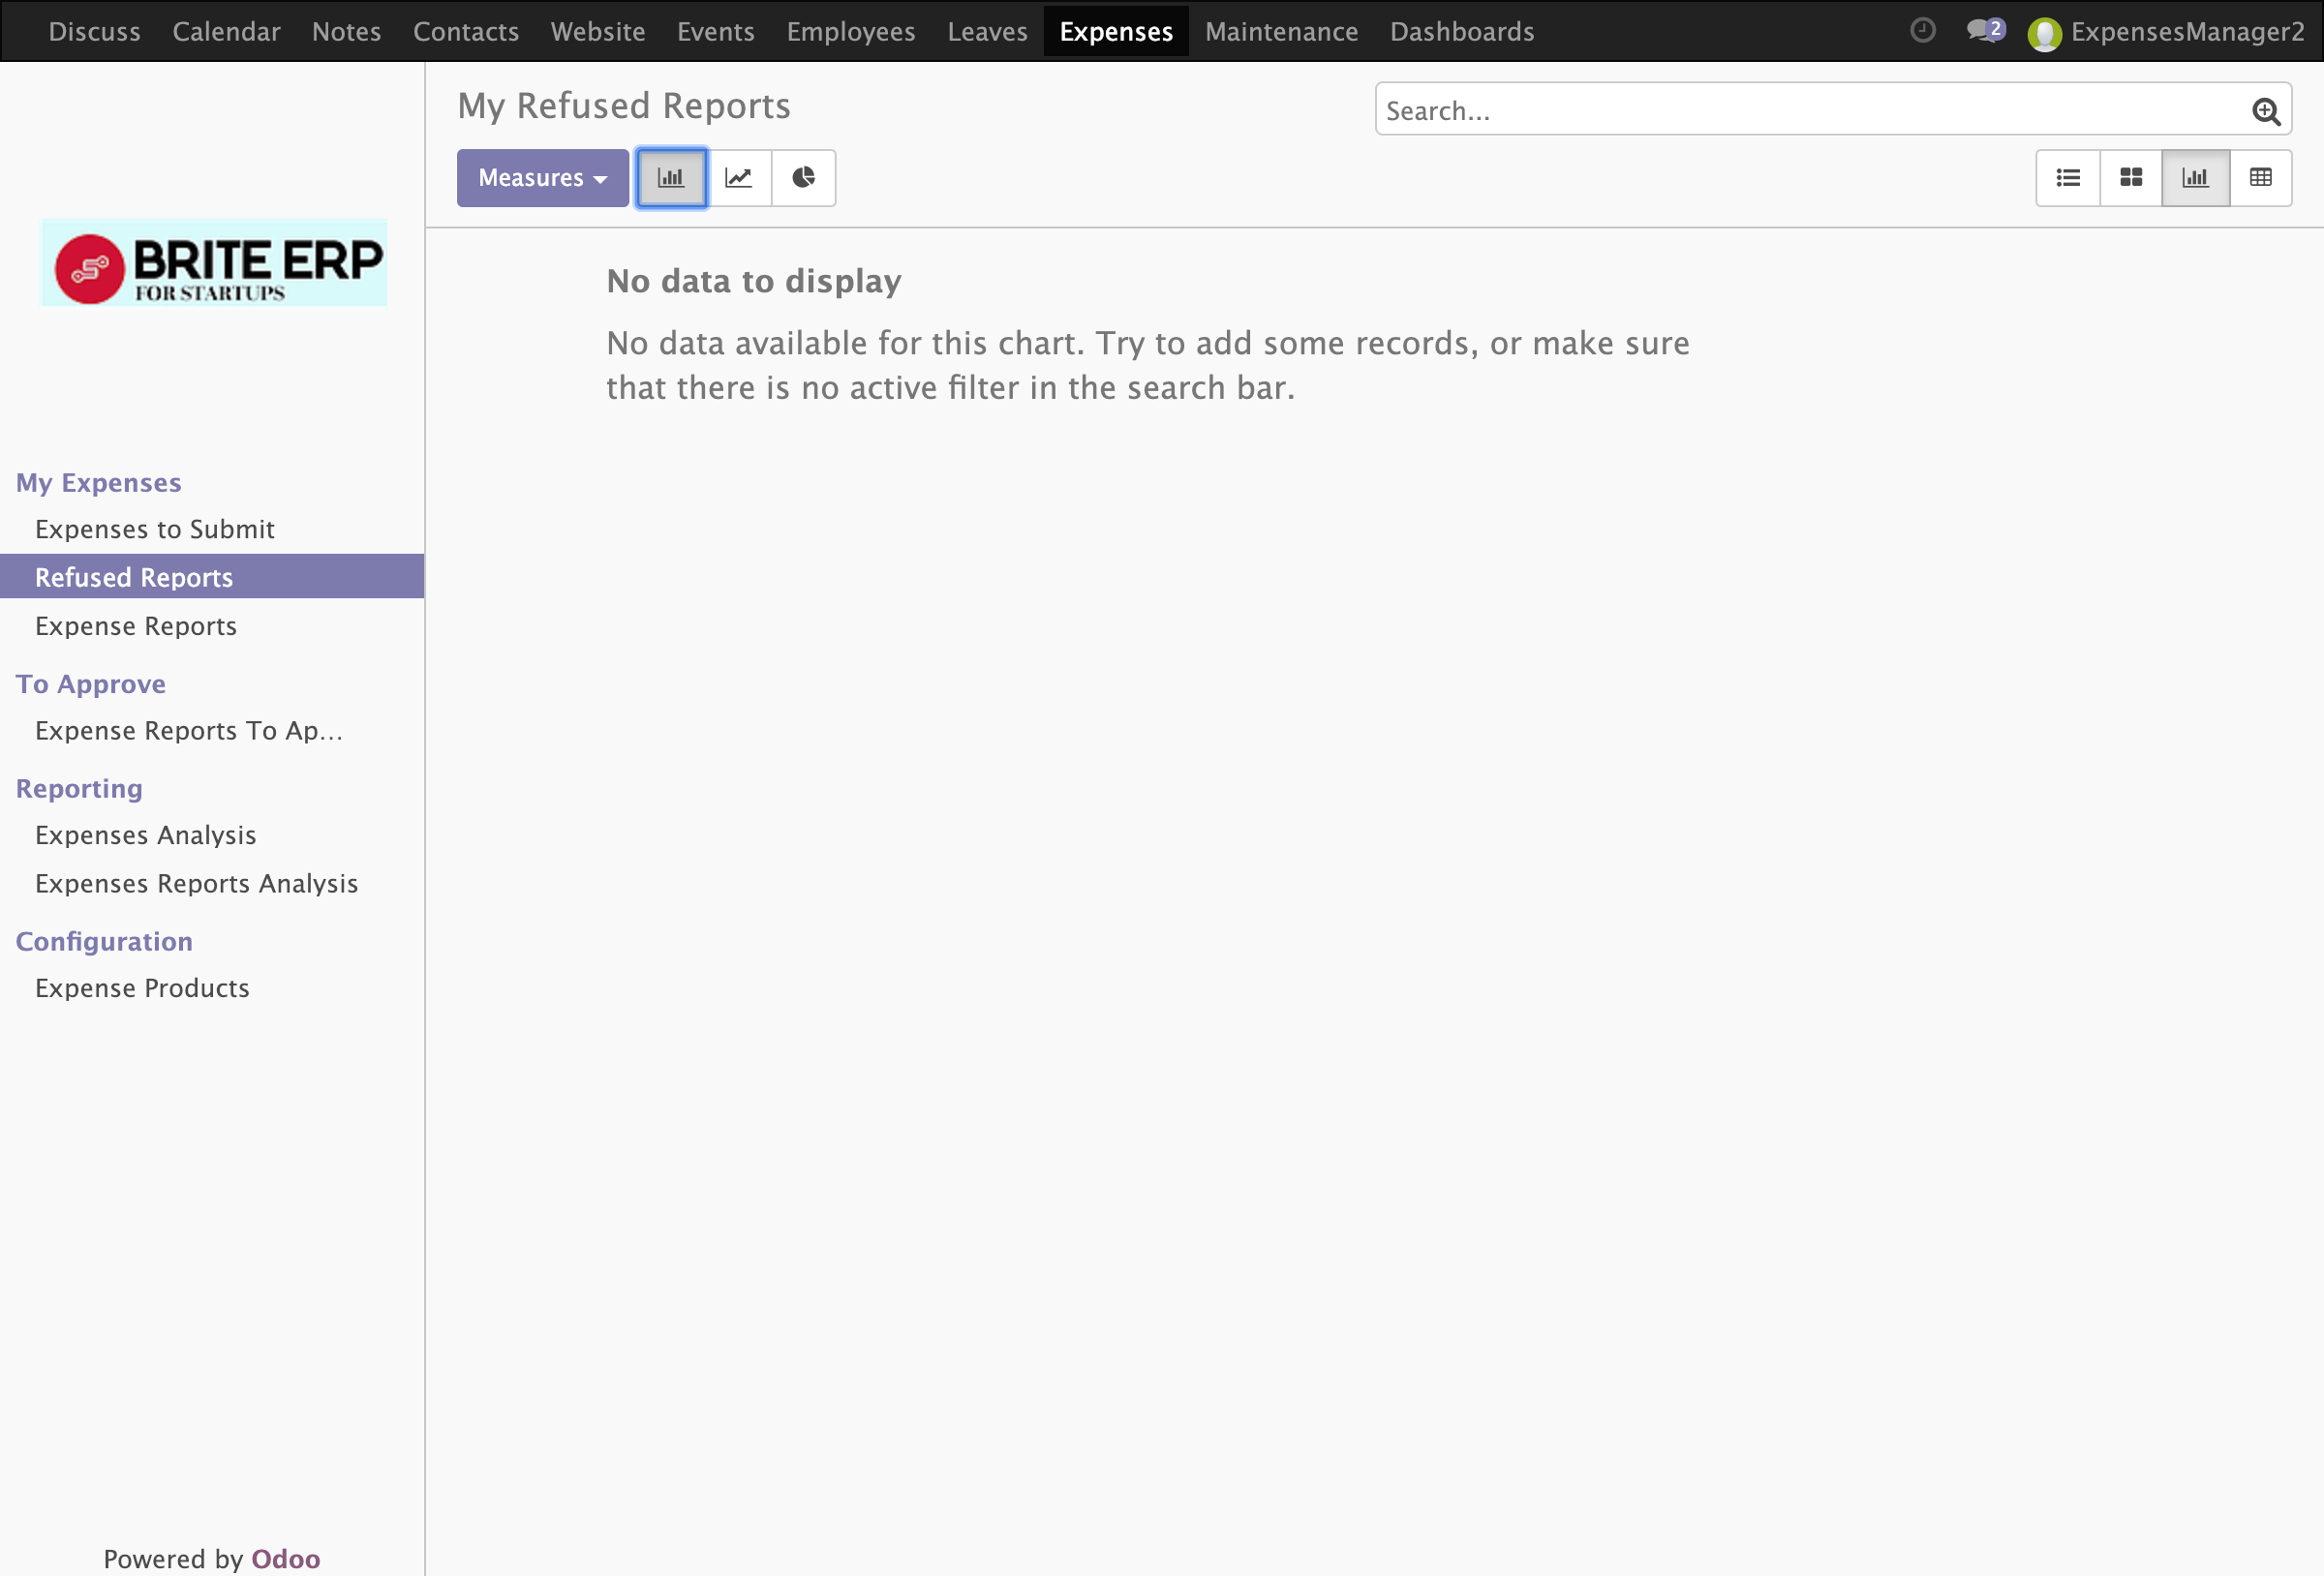 Discuss Calendar Notes Contacts Website Events Employees Leaves Expenses Maintenance Dashboards 2 ExpensesManager2
My Refused Reports
Search...
Measures
BRITE ERP
FOR STARTUPS
No data to display
No data available for this chart. Try to add some records, or make sure
that there is no active filter in the search bar.
My Expenses
Expenses to Submit
Refused Reports
Expense Reports
To Approve
Expense Reports To Ap...
Reporting
Expenses Analysis
Expenses Reports Analysis
Configuration
Expense Products
Powered by Odoo